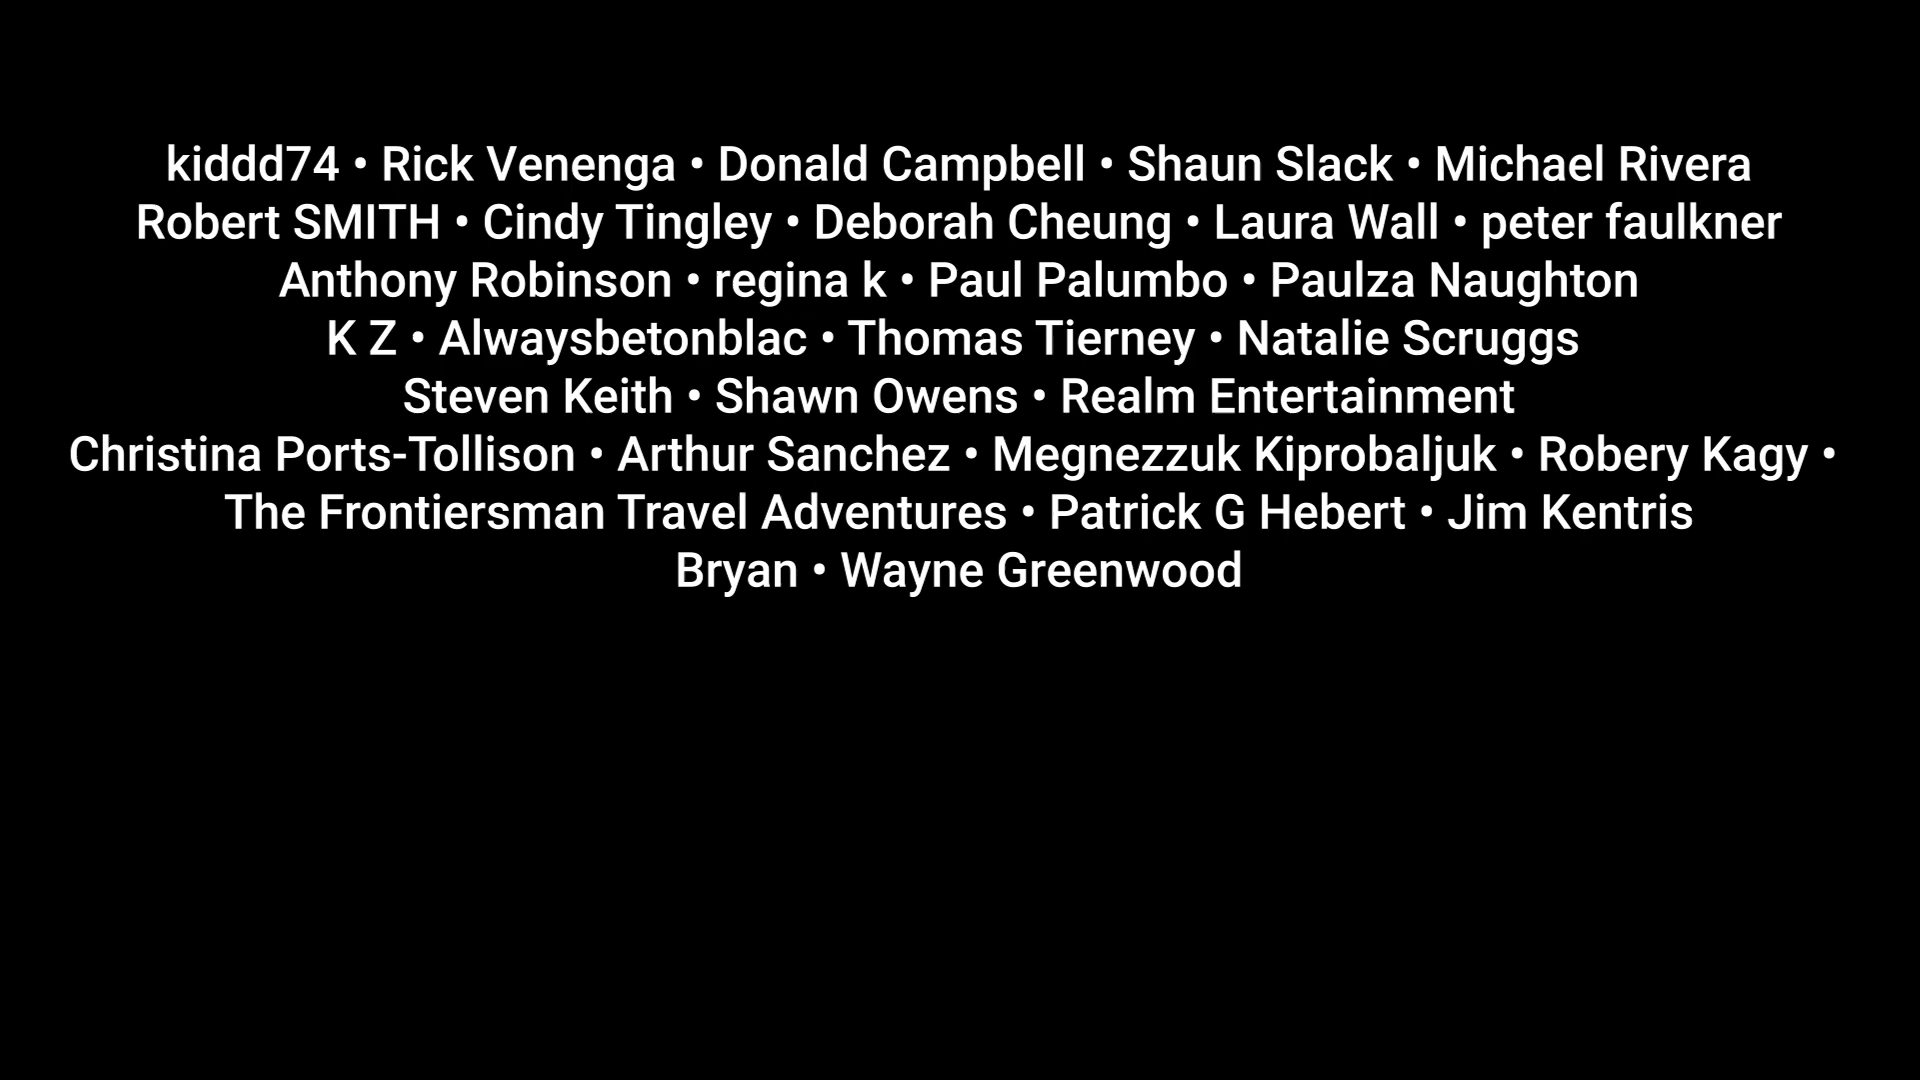 kiddd74 • Rick Venenga • Donald Campbell • Shaun Slack • Michael Rivera
Robert SMITH • Cindy Tingley • Deborah Cheung • Laura Wall • peter faulkner
Anthony Robinson • regina k • Paul Palumbo • Paulza Naughton
K Z • Alwaysbetonblac • Thomas Tierney • Natalie Scruggs
Steven Keith • Shawn Owens • Realm Entertainment
Christina Ports-Tollison • Arthur Sanchez • Megnezzuk Kiprobaljuk • Robery Kagy •
The Frontiersman Travel Adventures • Patrick G Hebert • Jim Kentris
Bryan • Wayne Greenwood